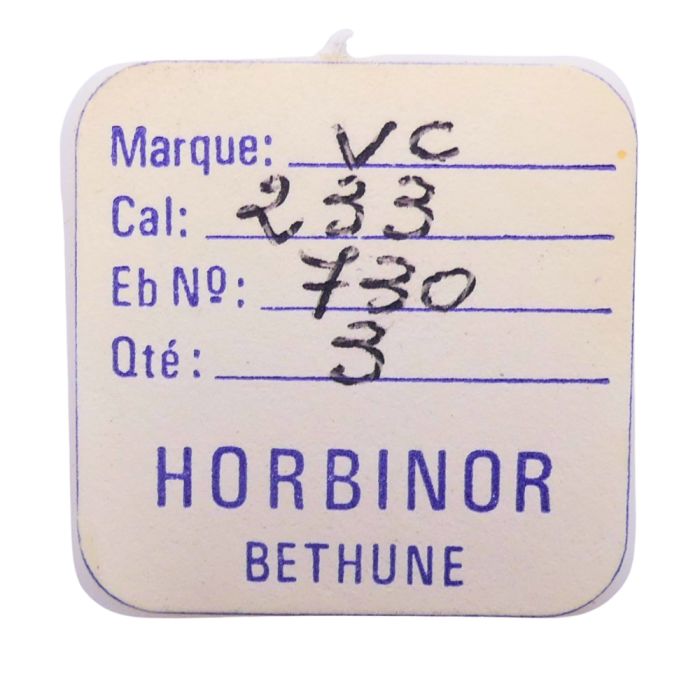 Marque: VC
Cal: 233
Eb Nº: 730
Qté: 3
HORBINOR
BETHUNE